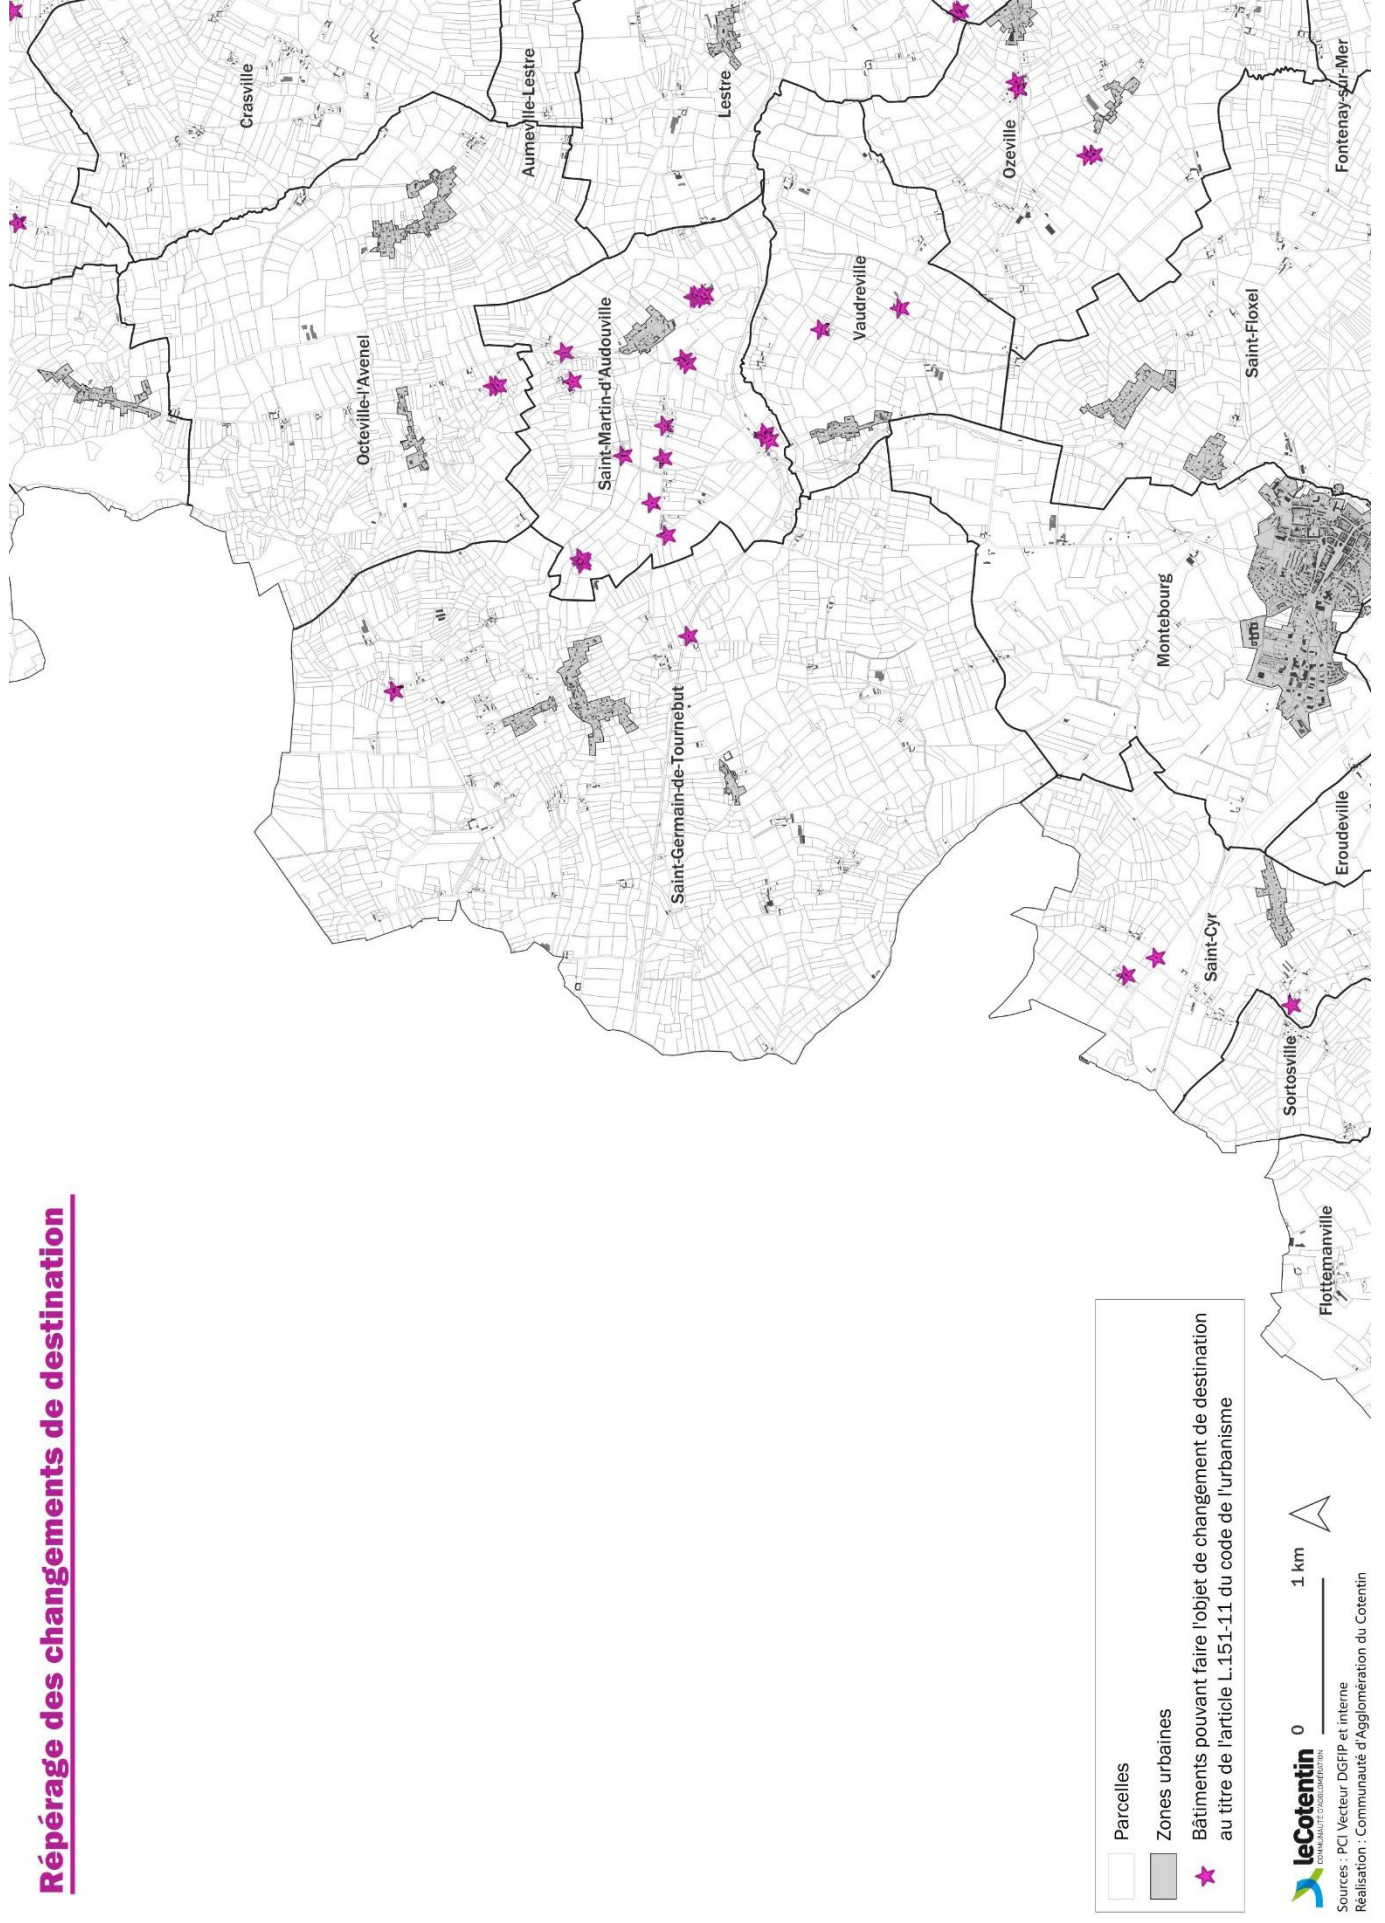 Répérage des changements de destination
Crasville
Aumeville-Lestre
Lestre
Ozeville
Fontenay-sur-Mer
Octeville-l'Avenel
Saint-Martin-d'Audouville
Vaudreville
Saint-Floxel
Saint-Germain-de-Tournebut
Montebourg
Saint-Cyr
Eroudeville
Sortosville
Flottemanville
Parcelles
Zones urbaines
Bâtiments pouvant faire l'objet de changement de destination
au titre de l'article L.151-11 du code de l'urbanisme
leCotentin
COMMUNAUTÉ D'AGGLOMÉRATION
0 1 km
Sources : PCI Vecteur DGFIP et interne
Réalisation : Communauté d'Agglomération du Cotentin